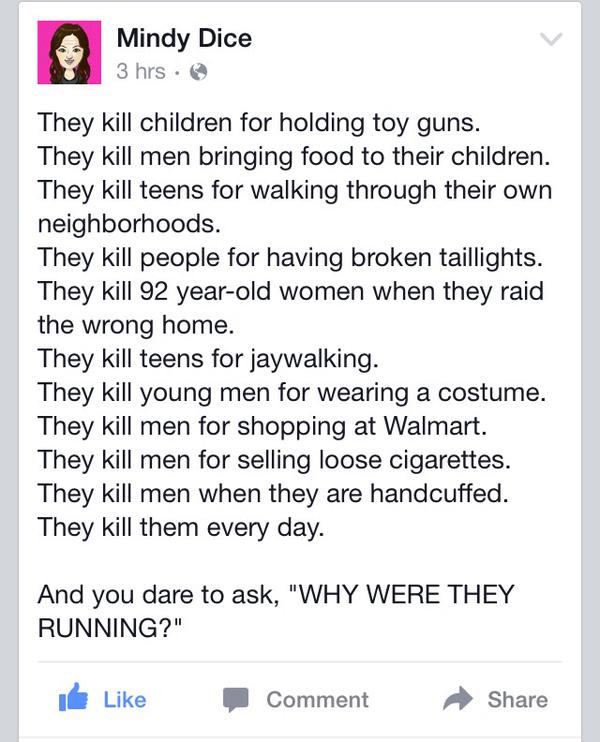 Mindy Dice
3 hrs ·
They kill children for holding toy guns.
They kill men bringing food to their children.
They kill teens for walking through their own
neighborhoods.
They kill people for having broken taillights.
They kill 92 year-old women when they raid
the wrong home.
They kill teens for jaywalking.
They kill young men for wearing a costume.
They kill men for shopping at Walmart.
They kill men for selling loose cigarettes.
They kill men when they are handcuffed.
They kill them every day.
And you dare to ask, "WHY WERE THEY
RUNNING?"
Like Comment Share